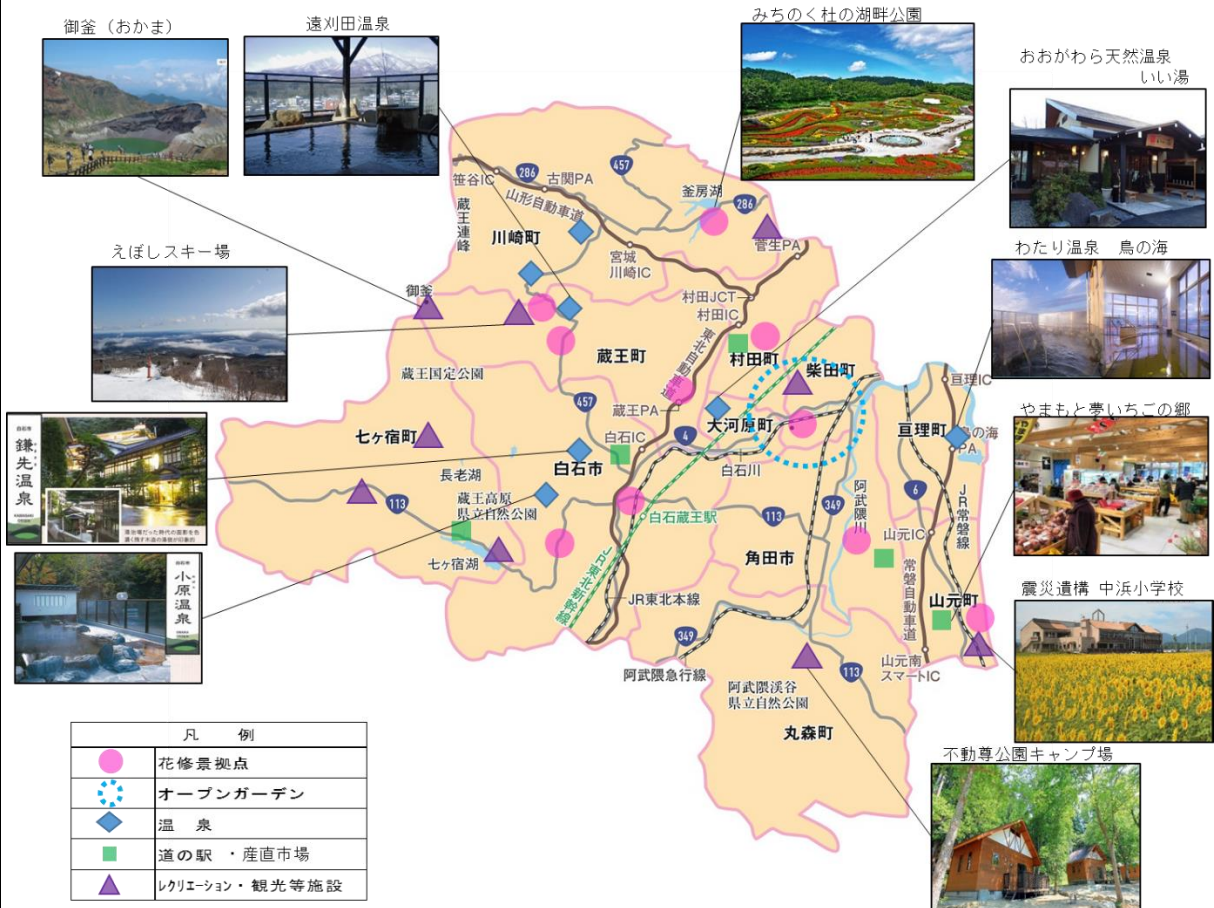 御釜（おかま）
遠刈田温泉
みちのく杜の湖畔公園
おおがわら天然温泉
いい湯
えぼしスキー場
わたり温泉　鳥の海
やまもと夢いちごの郷
震災遺構 中浜小学校
不動尊公園キャンプ場
白石市
鎌先温泉
白石市
小原温泉
笹谷IC
286
古関PA
457
山形自動車道
蔵王連峰
川崎町
釜房湖
286
菅生PA
宮城
川崎IC
御釜
村田JCT
村田IC
東北自動車道
村田町
柴田町
蔵王町
蔵王国定公園
457
蔵王PA
大河原町
亘理IC
亘理町
鳥の海
PA
七ヶ宿町
白石IC
4
白石市
白石川
長老湖
蔵王高原
県立自然公園
113
白石蔵王駅
113
349
阿武隈川
6
JR常磐線
山元IC
角田市
七ヶ宿湖
JR東北新幹線
JR東北本線
常磐自動車道
山元町
349
阿武隈急行線
山元南
スマートIC
113
阿武隈渓谷
県立自然公園
丸森町
凡　例
花修景拠点
オープンガーデン
温　泉
道の駅 ・産直市場
ﾚｸﾘｴｰｼｮﾝ・観光等施設